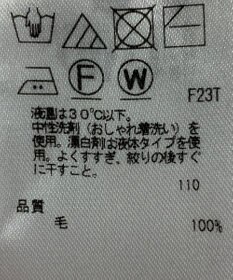 F
W
F23T
液温は30℃以下。
中性洗剤(おしゃれ着洗い)を
使用。漂白剤は液体タイプを使
用。よくすすぎ、絞りの後すぐ
に干すこと。
110
品質
毛 100%